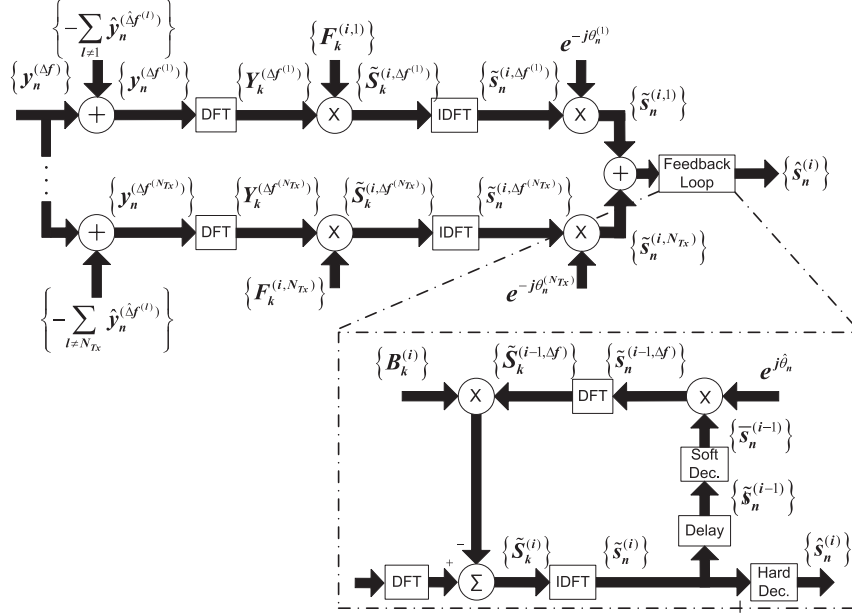 {-∑_{l≠1} ŷ_n^{(Δ̂f^{(l)})}}
{F_k^{(i,1)}}
e^{-jθ_n^{(1)}}
{y_n^{(Δf)}} {y_n^{(Δf^{(1)})}} {Y_k^{(Δf^{(1)})}} {S̃_k^{(i,Δf^{(1)})}} {s̃_n^{(i,Δf^{(1)})}} {s̃_n^{(i,1)}}
+ DFT X IDFT X
+ Feedback Loop {ŝ_n^{(i)}}
{y_n^{(Δf^{(N_{Tx})})}} {Y_k^{(Δf^{(N_{Tx})})}} {S̃_k^{(i,Δf^{(N_{Tx})})}} {s̃_n^{(i,Δf^{(N_{Tx})})}} {s̃_n^{(i,N_{Tx})}}
+ DFT X IDFT X
{-∑_{l≠N_{Tx}} ŷ_n^{(Δ̂f^{(l)})}}
{F_k^{(i,N_{Tx})}}
e^{-jθ_n^{(N_{Tx})}}
{B_k^{(i)}} {S̃_k^{(i-1,Δf)}} {s̃_n^{(i-1,Δf)}} e^{jθ̂_n}
X DFT X
{s̄_n^{(i-1)}}
Soft Dec.
{s̃_n^{(i-1)}}
Delay
-
+ {S̃_k^{(i)}} {s̃_n^{(i)}} {ŝ_n^{(i)}}
DFT Σ IDFT Hard Dec.